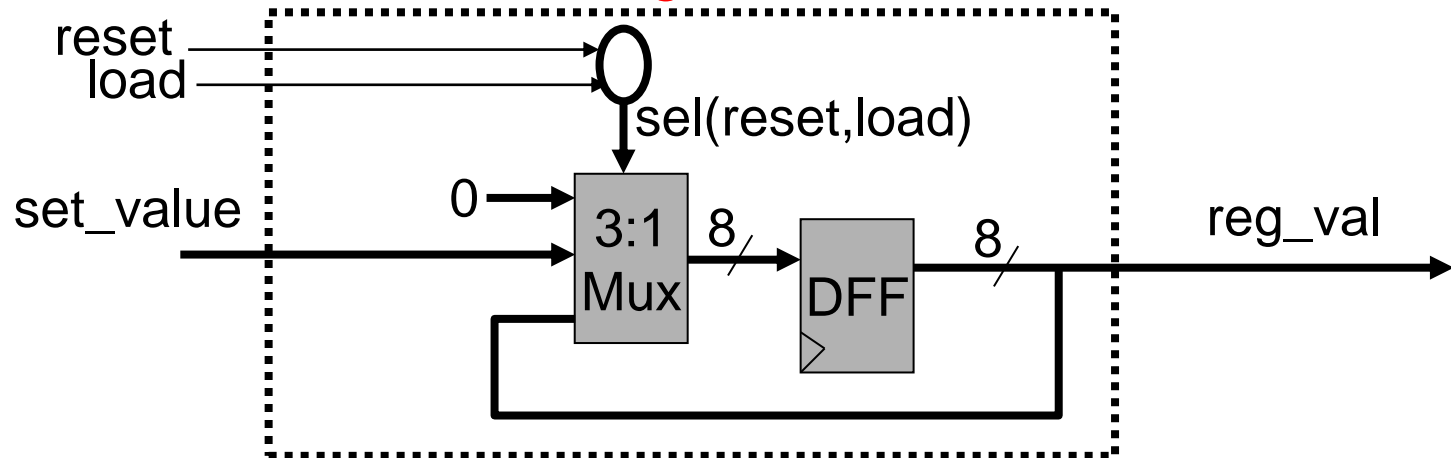 reset
load
sel(reset,load)
0
set_value
3:1
Mux
8
DFF
8
reg_val